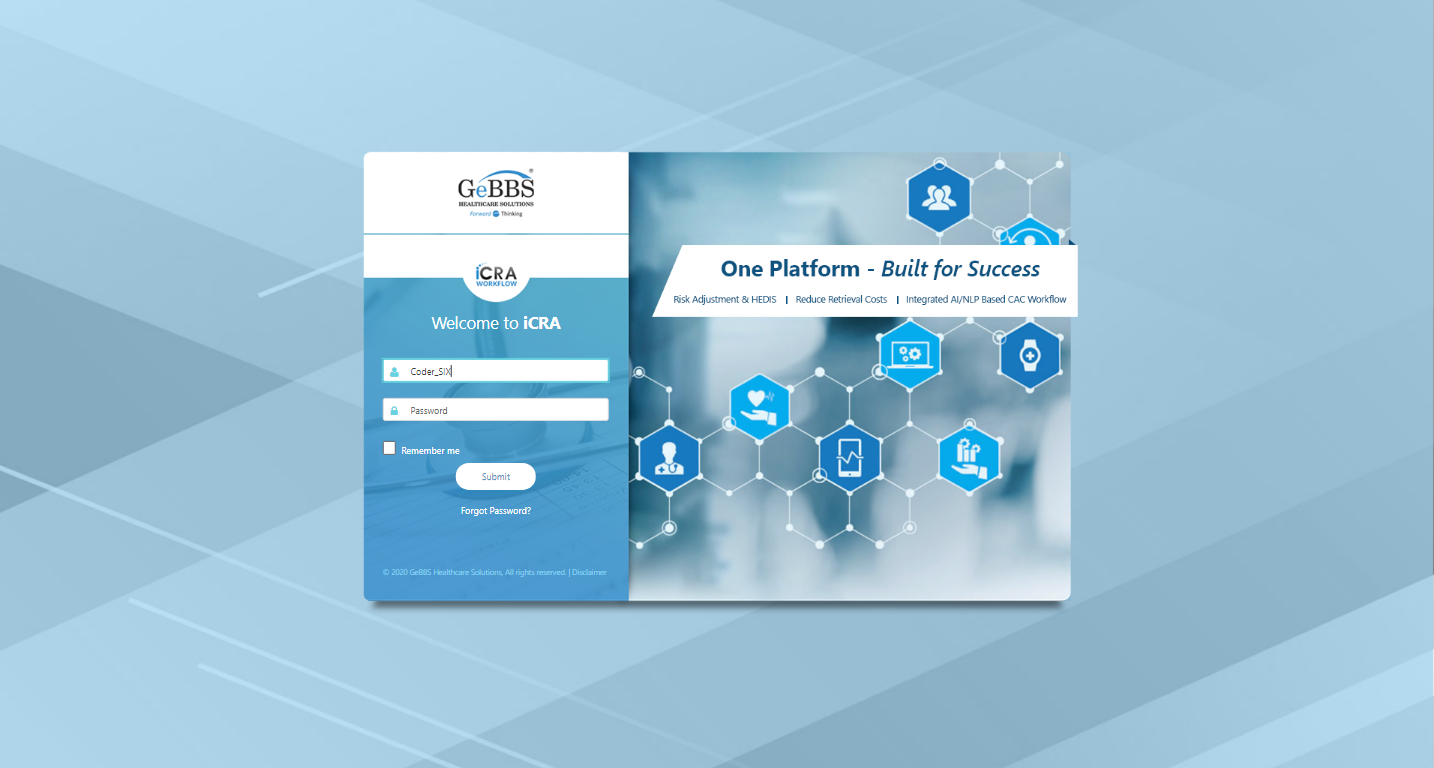 GeBBS®
HEALTHCARE SOLUTIONS
Forward Thinking
iCRA
WORKFLOW
Welcome to iCRA
Coder_SIX
Password
Remember me
Submit
Forgot Password?
© 2020 GeBBS Healthcare Solutions, All rights reserved. | Disclaimer
One Platform - Built for Success
Risk Adjustment & HEDIS | Reduce Retrieval Costs | Integrated AI/NLP Based CAC Workflow